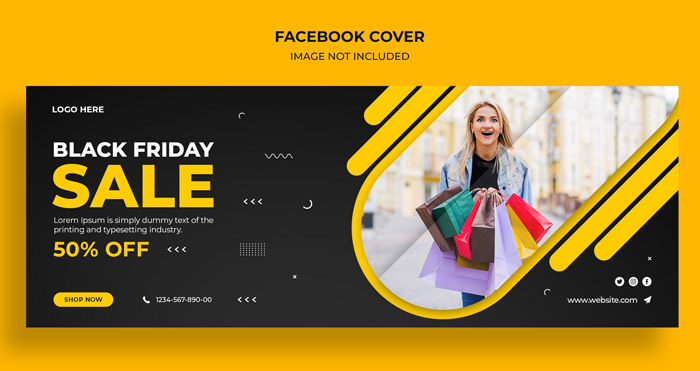 FACEBOOK COVER
IMAGE NOT INCLUDED
LOGO HERE
BLACK FRIDAY
SALE
Lorem Ipsum is simply dummy text of the
printing and typesetting industry.
50% OFF
SHOP NOW
1234-567-890-00
www.website.com